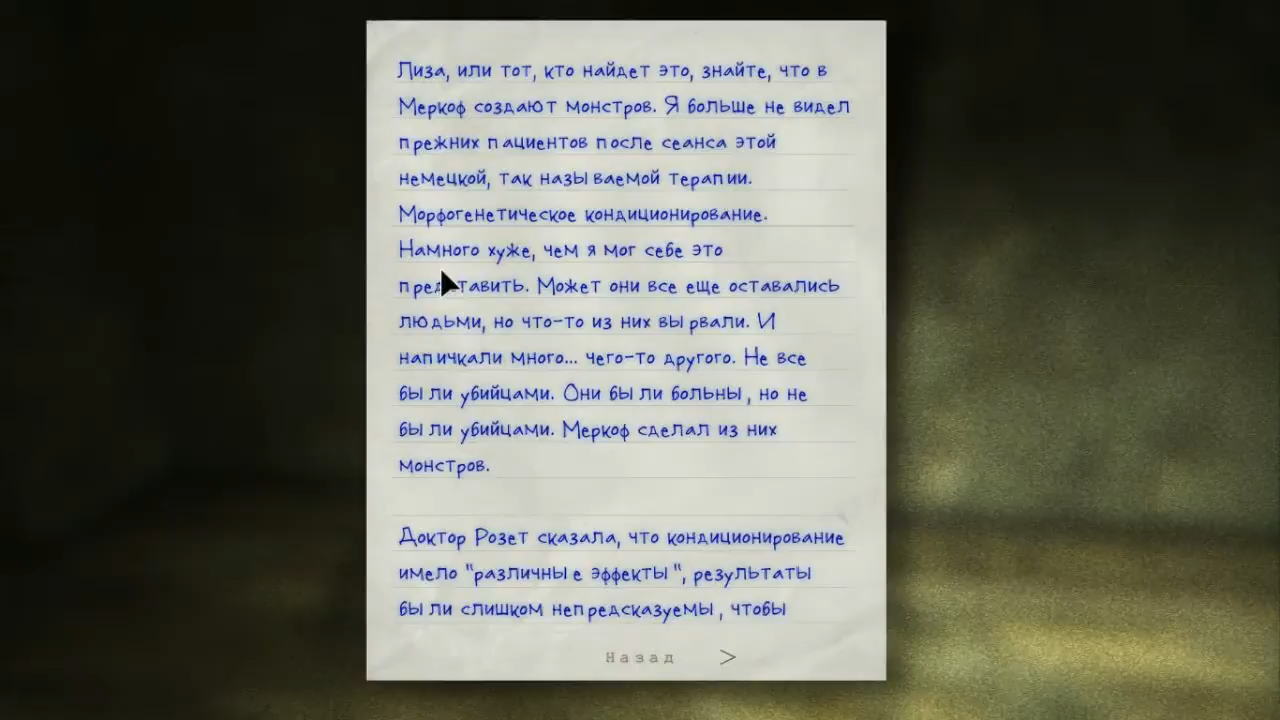 Лиза, или тот, кто найдет это, знайте, что в
Меркоф создают монстров. Я больше не видел
прежних пациентов после сеанса этой
немецкой, так называемой терапии.
Морфогенетическое кондиционирование.
Намного хуже, чем я мог себе это
представить. Может они все еще оставались
людьми, но что-то из них вырвали. И
напичкали много... чего-то другого. Не все
были убийцами. Они были больны, но не
были убийцами. Меркоф сделал из них
монстров.
Доктор Розет сказала, что кондиционирование
имело "различные эффекты", результаты
были слишком непредсказуемы, чтобы
Назад >